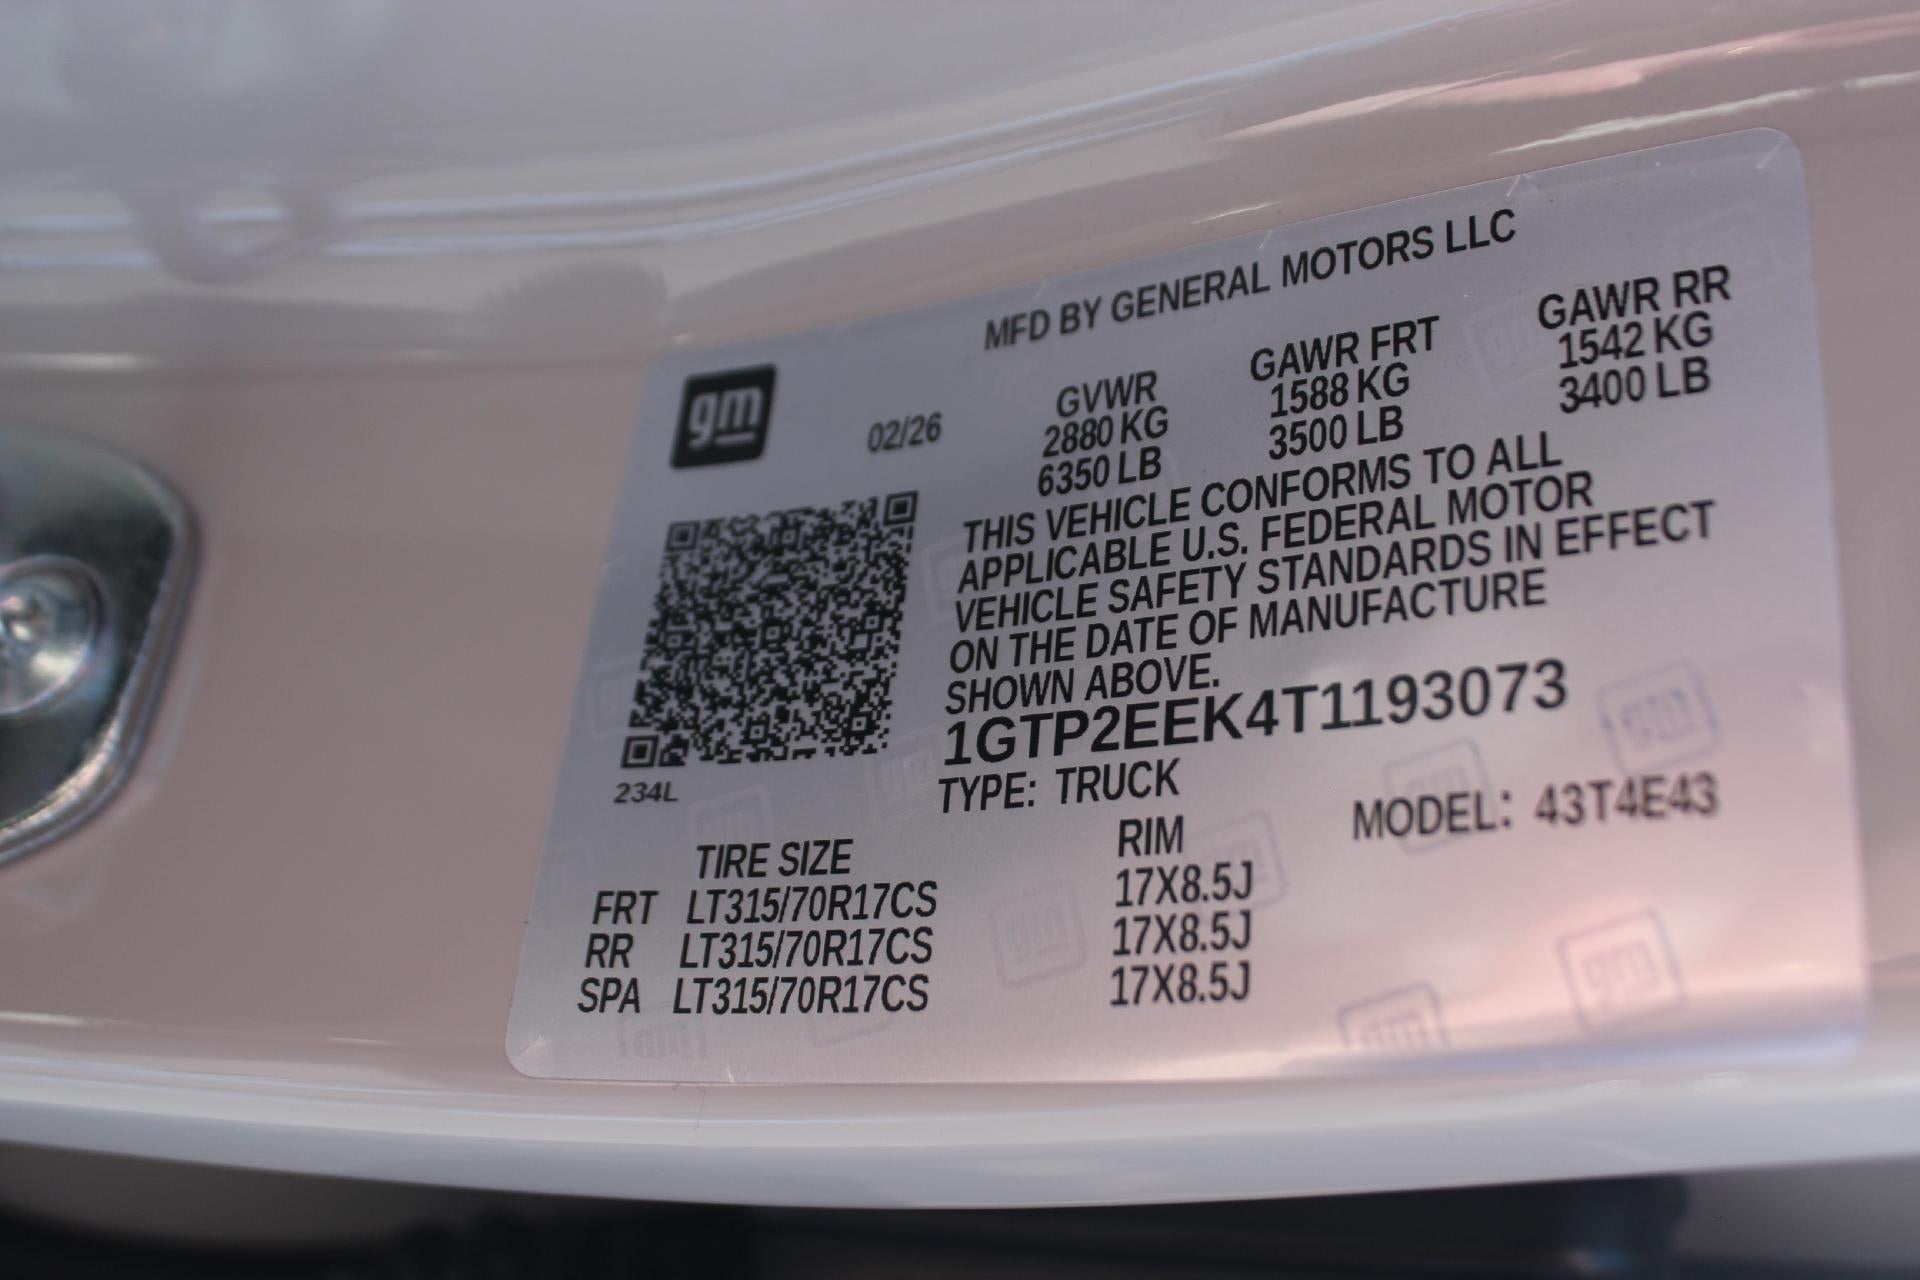 MFD BY GENERAL MOTORS LLC
gm
02/26
GVWR
2880 KG
6350 LB
GAWR FRT
1588 KG
3500 LB
GAWR RR
1542 KG
3400 LB
THIS VEHICLE CONFORMS TO ALL
APPLICABLE U.S. FEDERAL MOTOR
VEHICLE SAFETY STANDARDS IN EFFECT
ON THE DATE OF MANUFACTURE
SHOWN ABOVE.
1GTP2EEK4T1193073
234L
TYPE: TRUCK
MODEL: 43T4E43
TIRE SIZE RIM
FRT LT315/70R17CS 17X8.5J
RR LT315/70R17CS 17X8.5J
SPA LT315/70R17CS 17X8.5J